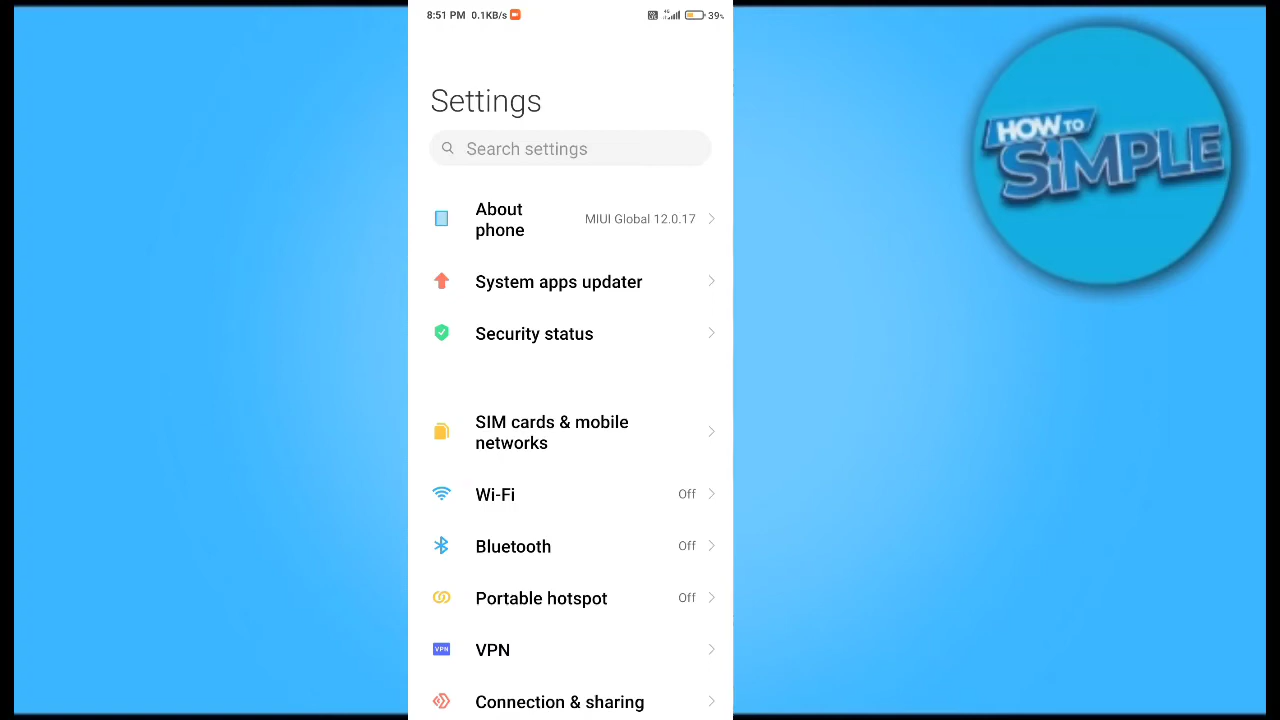 8:51 PM 0.1KB/s
4G
39%
HOW TO
SiMPLE
Settings
Search settings
About
phone
MIUI Global 12.0.17
System apps updater
Security status
SIM cards & mobile
networks
Wi-Fi
Off
Bluetooth
Off
Portable hotspot
Off
VPN
VPN
Connection & sharing